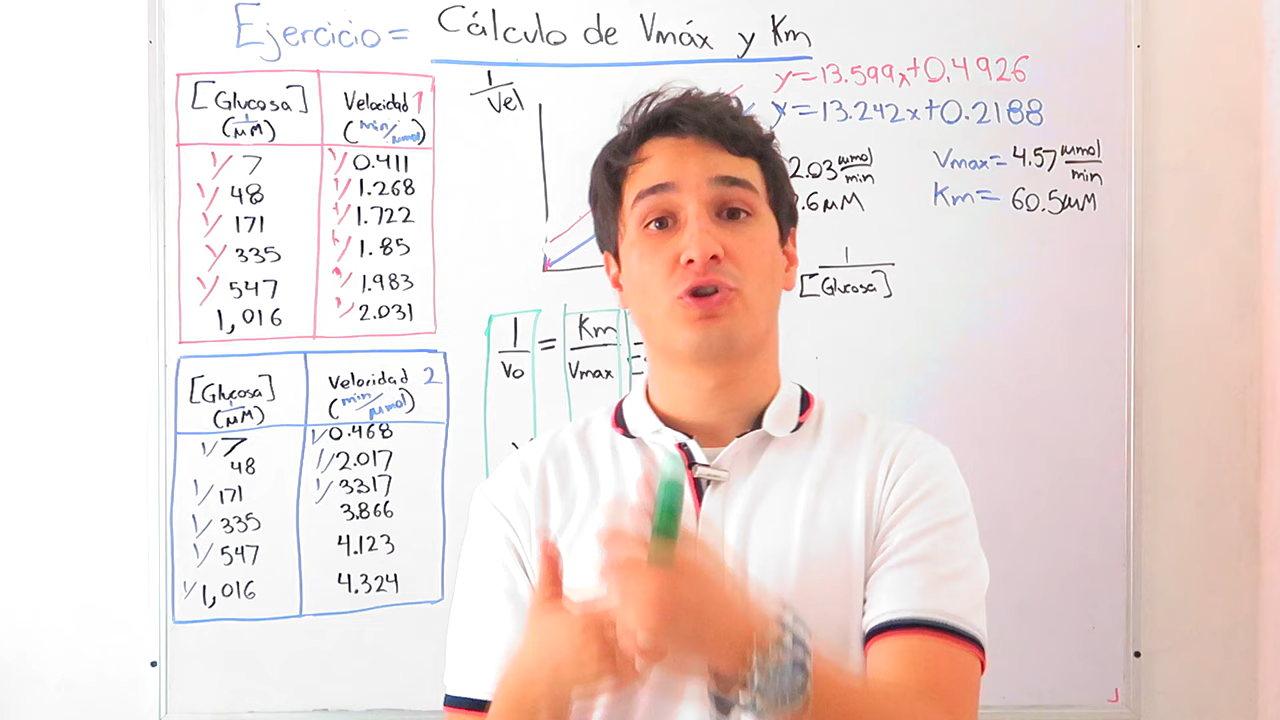 Ejercicio= Cálculo de Vmáx y Km
[Glucosa] Velocidad 1
(1/μM) (min/μmol)
1/7 1/0.411
1/48 1/1.268
1/171 1/1.722
1/335 1/1.85
1/547 1/1.983
1,016 1/2.031
[Glucosa] Velocidad 2
(1/μM) (min/μmol)
1/7 1/0.468
48 1/2.017
1/171 1/3317
1/335 3.866
1/547 4.123
1/1,016 4.324
1/Vel
y=13.599x+0.4926
y=13.242x+0.2188
2.03 μmol/min
.6μM
Vmax= 4.57 μmol/min
Km= 60.5μM
1/[Glucosa]
1/Vo = Km/Vmax